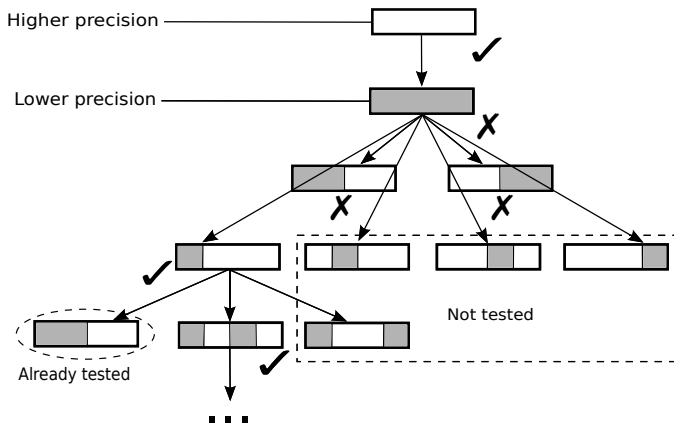 Higher precision
Lower precision
Not tested
Already tested